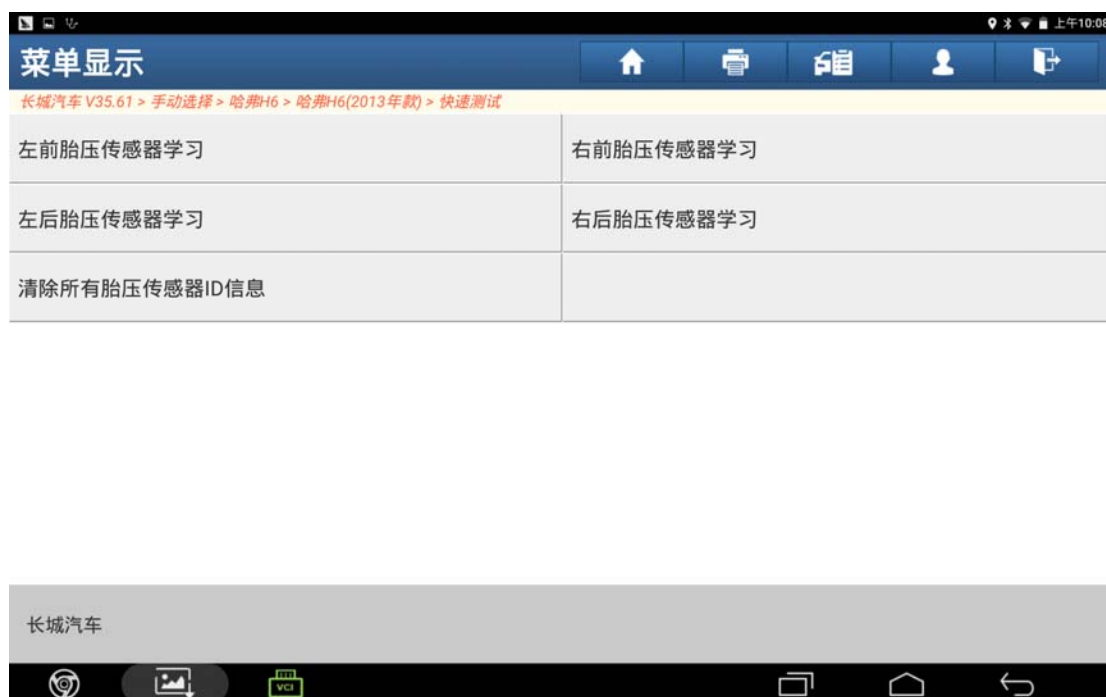 上午10:08
菜单显示
长城汽车 V35.61 > 手动选择 > 哈弗H6 > 哈弗H6(2013年款) > 快速测试
左前胎压传感器学习
右前胎压传感器学习
左后胎压传感器学习
右后胎压传感器学习
清除所有胎压传感器ID信息
长城汽车
VCI